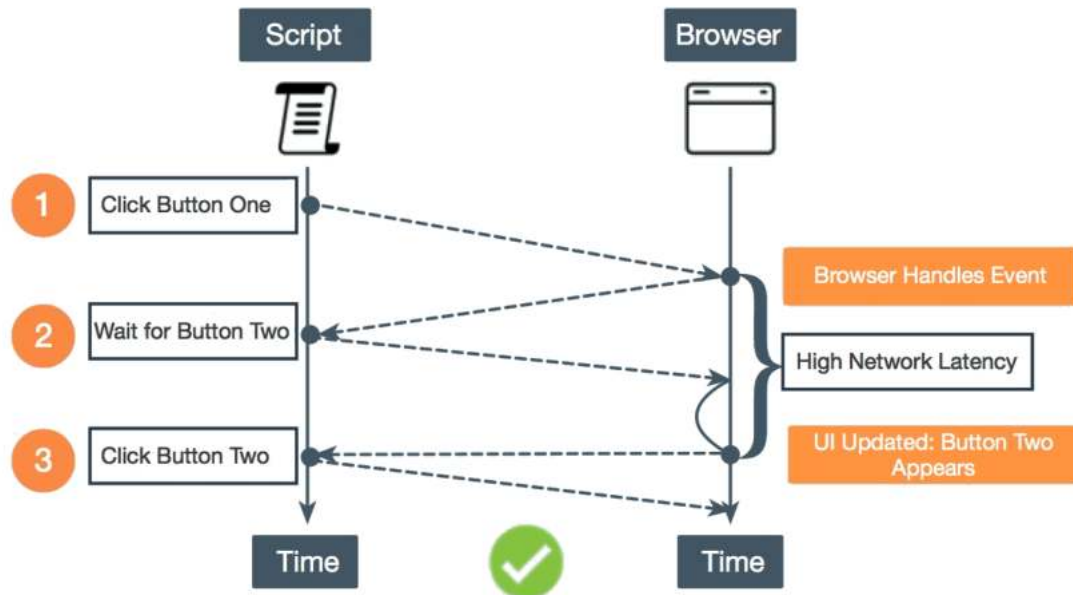 Script
Browser
1
Click Button One
Browser Handles Event
2
Wait for Button Two
High Network Latency
3
Click Button Two
UI Updated: Button Two
Appears
Time
Time